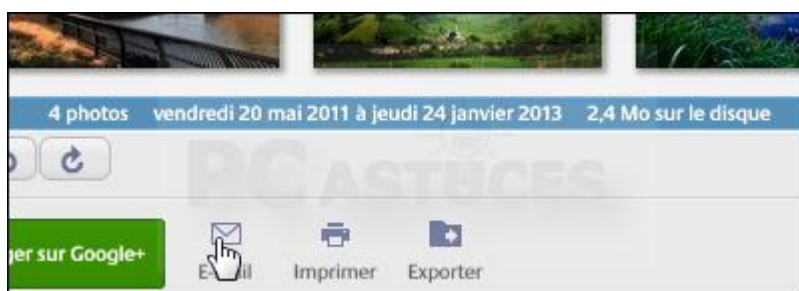 4 photos vendredi 20 mai 2011 à jeudi 24 janvier 2013 2,4 Mo sur le disque
PC ASTUCES
sur Google+
Imprimer
Exporter